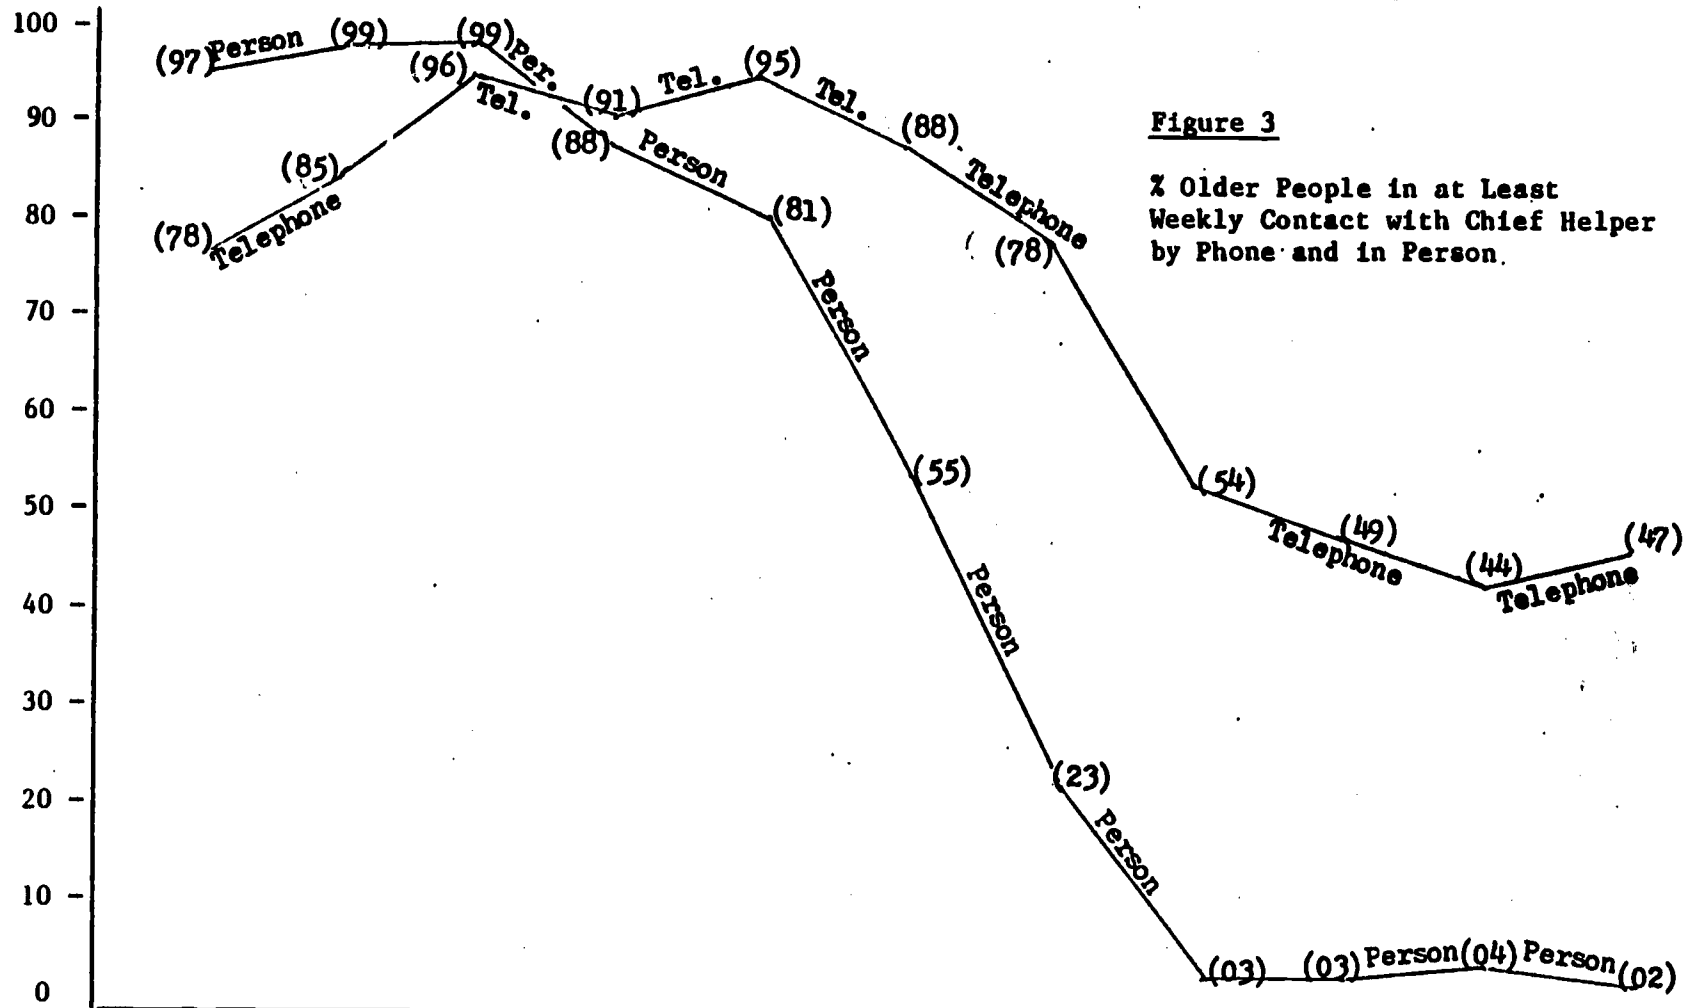 100
(97) Person (99) (99) Per.
(96) Tel. (91) Tel. (95) Tel.
90
(88) Person (88)
Figure 3
(85)
Telephone
% Older People in at Least
Weekly Contact with Chief Helper
by Phone and in Person.
80
(78) Telephone
(81)
(78)
70
Person
60
(55)
(54)
50
Telephone (49)
(44) Telephone (47)
Person
40
30
(23)
20
Person
10
(03) (03) Person (04) Person (02)
0